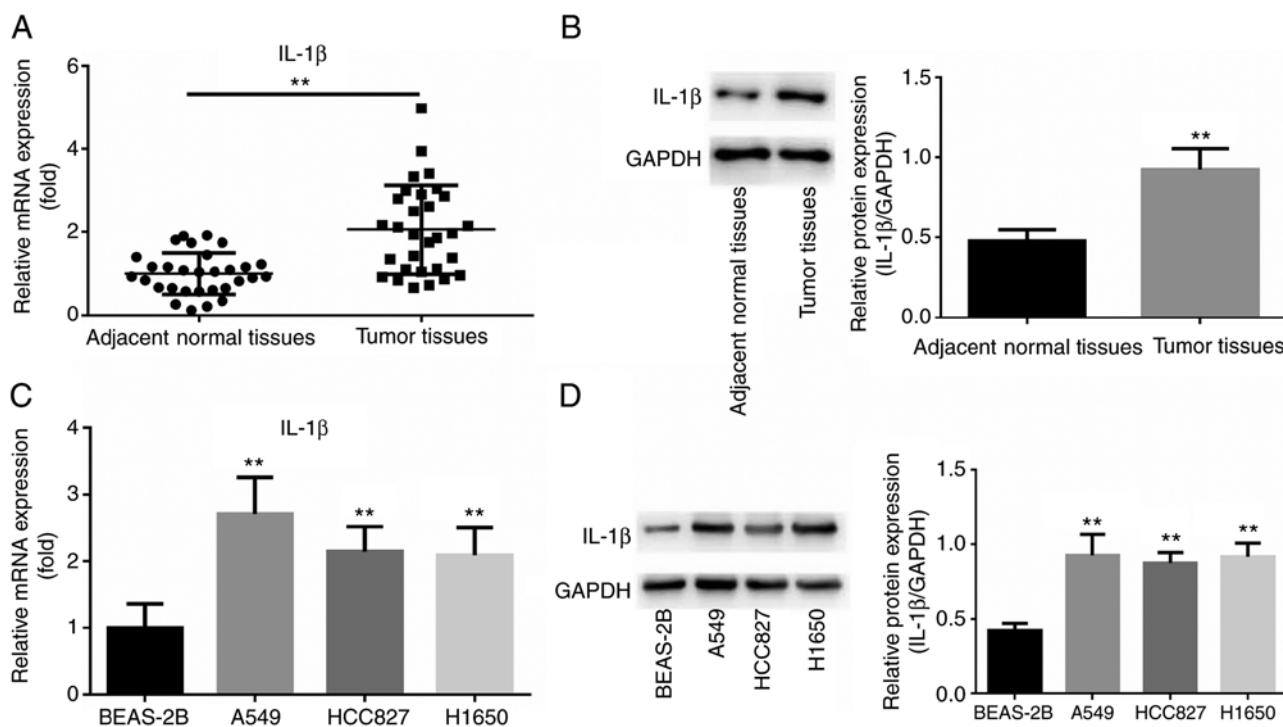 A
IL-1β
**
Relative mRNA expression
(fold)
6
4
2
0
Adjacent normal tissues
Tumor tissues
B
IL-1β
GAPDH
Adjacent normal tissues
Tumor tissues
Relative protein expression
(IL-1β/GAPDH)
1.5
1.0
0.5
0.0
**
Adjacent normal tissues
Tumor tissues
C
IL-1β
Relative mRNA expression
(fold)
4
3
2
1
0
**
**
**
BEAS-2B
A549
HCC827
H1650
D
IL-1β
GAPDH
BEAS-2B
A549
HCC827
H1650
Relative protein expression
(IL-1β/GAPDH)
1.5
1.0
0.5
0.0
**
**
**
BEAS-2B
A549
HCC827
H1650